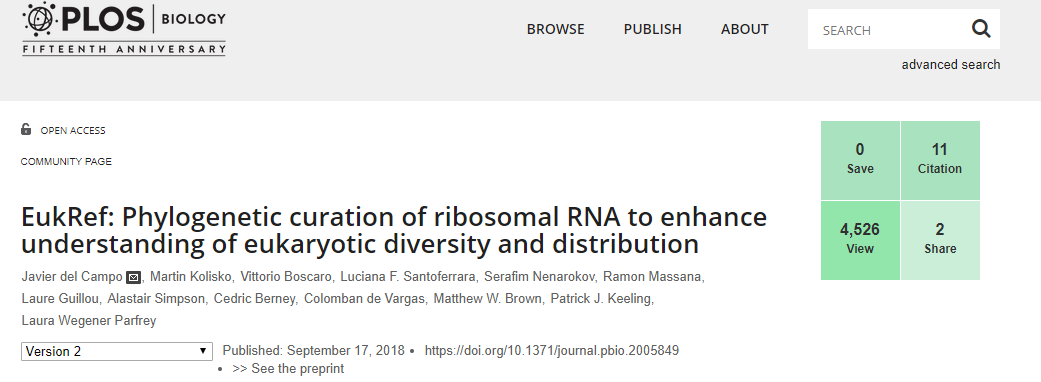 PLOS BIOLOGY
FIFTEENTH ANNIVERSARY
BROWSE PUBLISH ABOUT SEARCH
advanced search
OPEN ACCESS
COMMUNITY PAGE
0 Save 11 Citation
4,526 View 2 Share
EukRef: Phylogenetic curation of ribosomal RNA to enhance
understanding of eukaryotic diversity and distribution
Javier del Campo, Martin Kolisko, Vittorio Boscaro, Luciana F. Santoferrara, Serafim Nenarokov, Ramon Massana,
Laure Guillou, Alastair Simpson, Cedric Berney, Colomban de Vargas, Matthew W. Brown, Patrick J. Keeling,
Laura Wegener Parfrey
Version 2 Published: September 17, 2018 • https://doi.org/10.1371/journal.pbio.2005849
• >> See the preprint